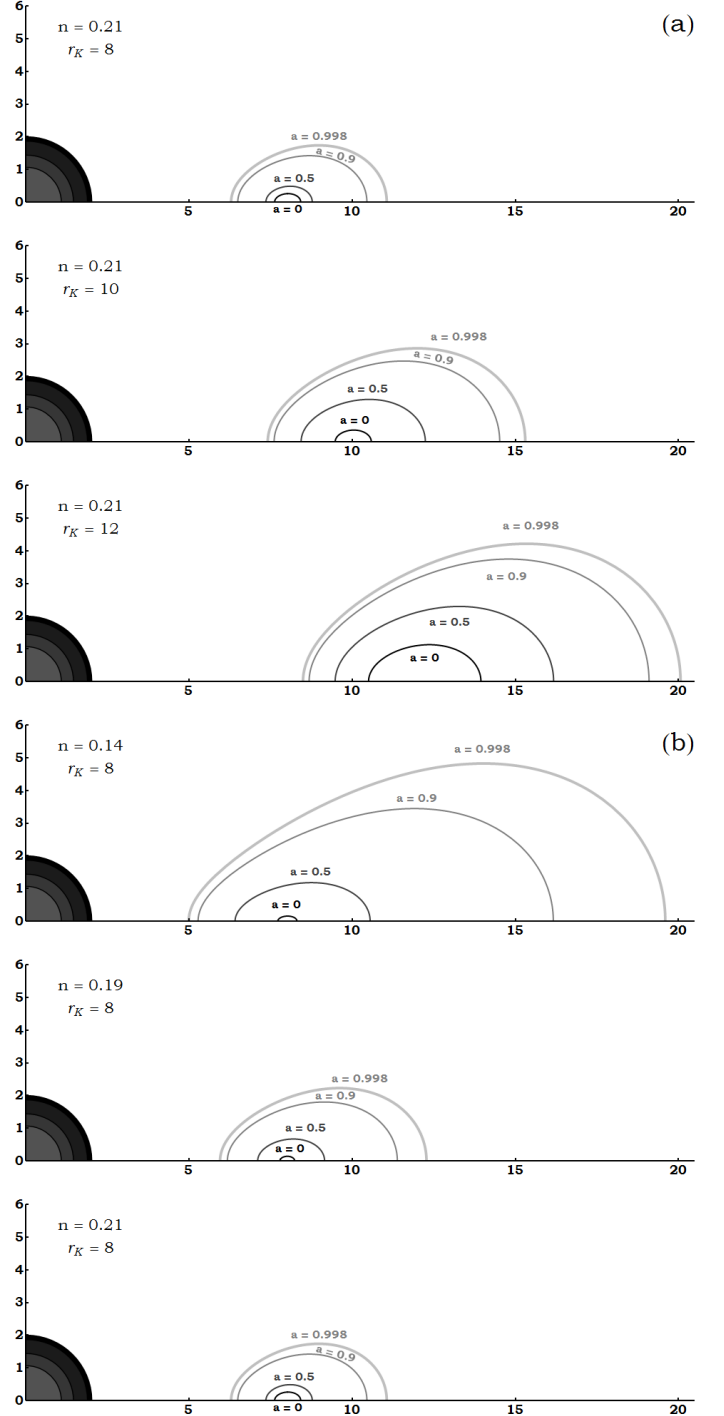 6
n = 0.21
(a)
5
r_K = 8
4
3
2
a = 0.998
a = 0.9
1
a = 0.5
0
a = 0
5
10
15
20
6
n = 0.21
5
r_K = 10
4
3
a = 0.998
a = 0.9
2
a = 0.5
1
a = 0
0
5
10
15
20
6
n = 0.21
5
r_K = 12
a = 0.998
4
3
a = 0.9
2
a = 0.5
1
a = 0
0
5
10
15
20
6
n = 0.14
(b)
5
r_K = 8
a = 0.998
4
a = 0.9
3
2
a = 0.5
1
a = 0
0
5
10
15
20
6
n = 0.19
5
r_K = 8
4
3
a = 0.998
2
a = 0.9
1
a = 0.5
a = 0
0
5
10
15
20
6
n = 0.21
5
r_K = 8
4
3
2
a = 0.998
a = 0.9
1
a = 0.5
0
a = 0
5
10
15
20